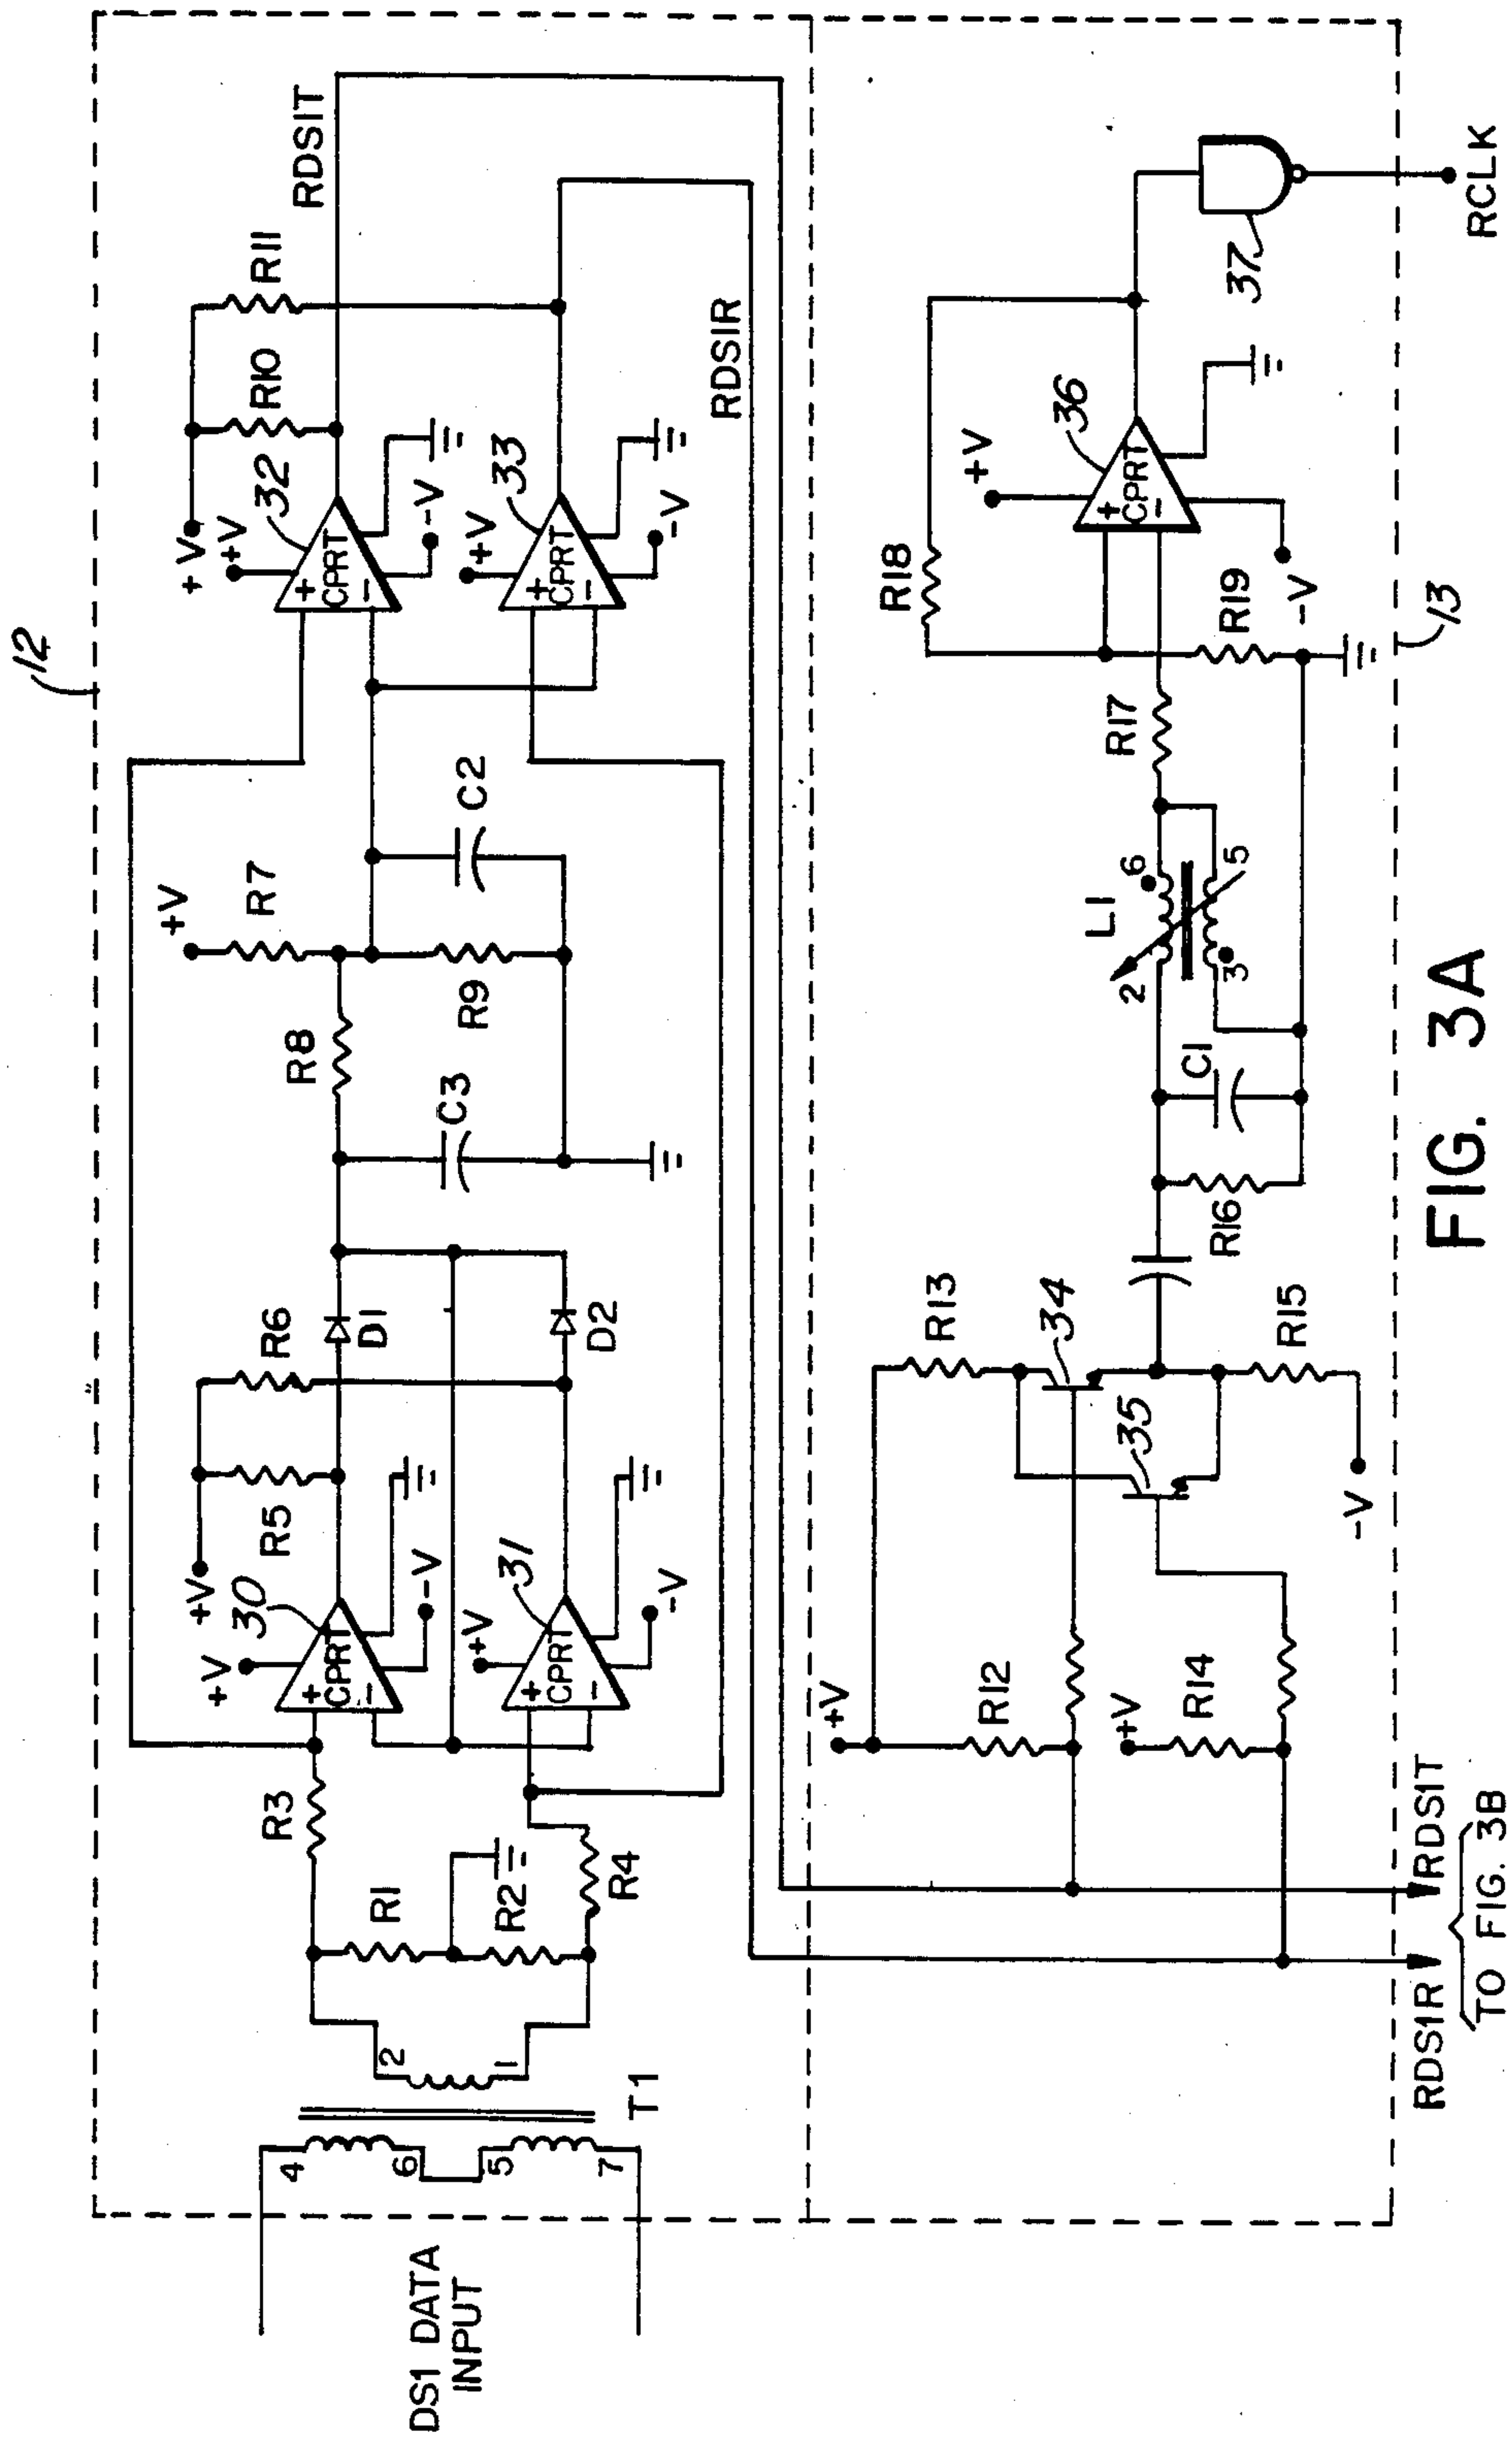 12
DS1 DATA
INPUT
4
6
5
7
T1
2
1
R1
R2
R3
R4
+V
30
+
CPRT
-
-V
+V
31
+
CPRT
-
-V
+V
R5
R6
D1
D2
C3
R8
+V
R7
R9
C2
+V
+V
32
+
CPRT
-
-V
+V
33
+
CPRT
-
-V
R10
R11
RDSIT
RDSIR
+V
R12
+V
R14
R13
34
35
R15
-V
R16
C1
L1
2
6
3
5
R17
R18
R19
+V
36
+
CPRT
-
-V
37
RCLK
13
RDS1R
RDS1T
TO FIG. 3B
FIG. 3A